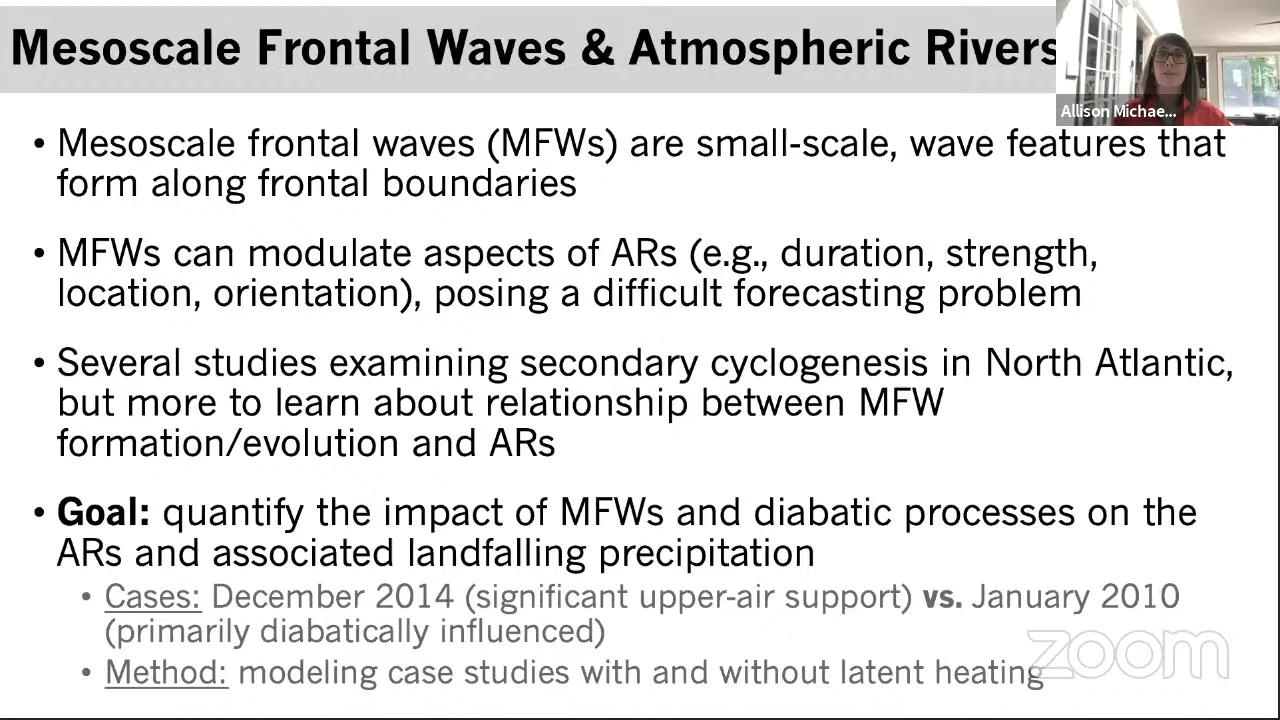 Mesoscale Frontal Waves & Atmospheric Rivers
Allison Michae...
• Mesoscale frontal waves (MFWs) are small-scale, wave features that
form along frontal boundaries
• MFWs can modulate aspects of ARs (e.g., duration, strength,
location, orientation), posing a difficult forecasting problem
• Several studies examining secondary cyclogenesis in North Atlantic,
but more to learn about relationship between MFW
formation/evolution and ARs
• Goal: quantify the impact of MFWs and diabatic processes on the
ARs and associated landfalling precipitation
• Cases: December 2014 (significant upper-air support) vs. January 2010
(primarily diabatically influenced)
• Method: modeling case studies with and without latent heating
zoom